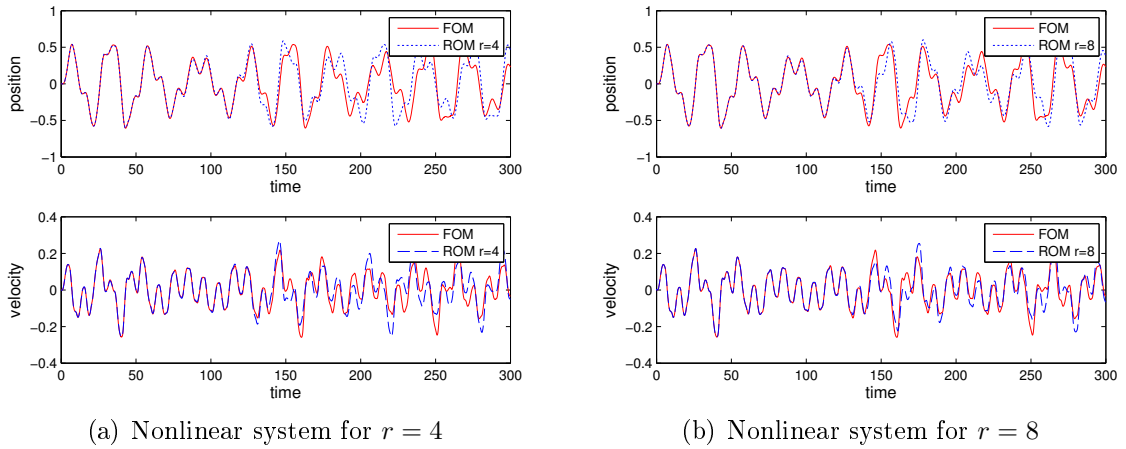 1
0.5
0
−0.5
−1
position
FOM
ROM r=4
0 50 100 150 200 250 300
time
0.4
0.2
0
−0.2
−0.4
velocity
FOM
ROM r=4
0 50 100 150 200 250 300
time
(a) Nonlinear system for r = 4
1
0.5
0
−0.5
−1
position
FOM
ROM r=8
0 50 100 150 200 250 300
time
0.4
0.2
0
−0.2
−0.4
velocity
FOM
ROM r=8
0 50 100 150 200 250 300
time
(b) Nonlinear system for r = 8